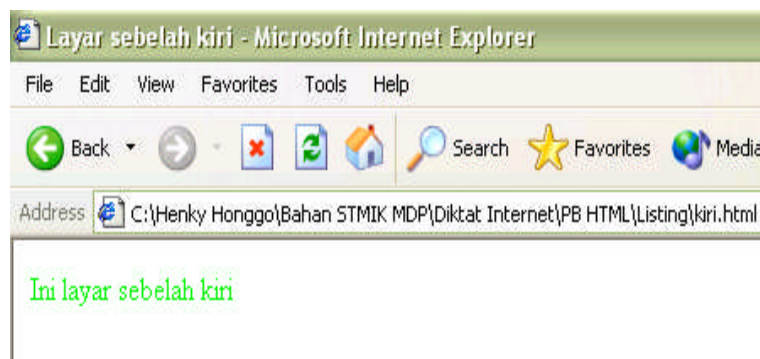 Layar sebelah kiri - Microsoft Internet Explorer
File Edit View Favorites Tools Help
Back Search Favorites Media
Address C:\Henky Honggo\Bahan STMIK MDP\Diktat Internet\PB HTML\Listing\kiri.html
Ini layar sebelah kiri